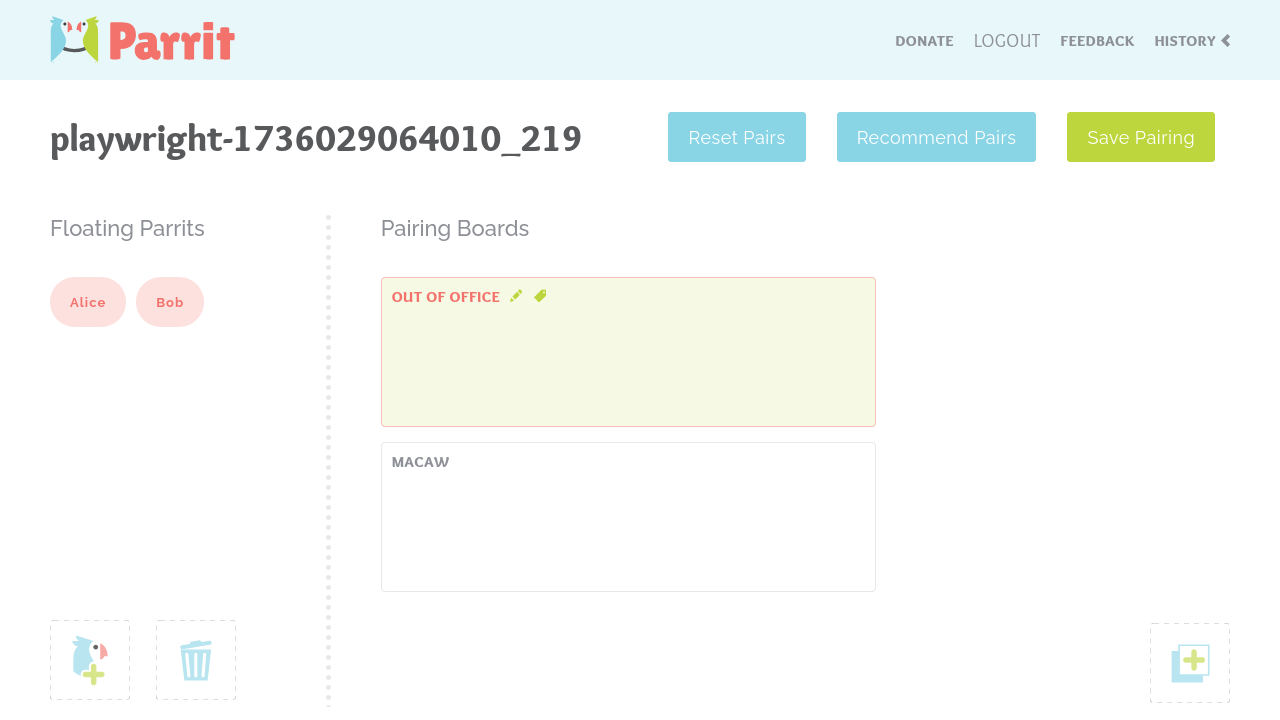 Parrit
DONATE
LOGOUT
FEEDBACK
HISTORY
playwright-1736029064010_219
Reset Pairs
Recommend Pairs
Save Pairing
Floating Parrits
Pairing Boards
Alice
Bob
OUT OF OFFICE
MACAW